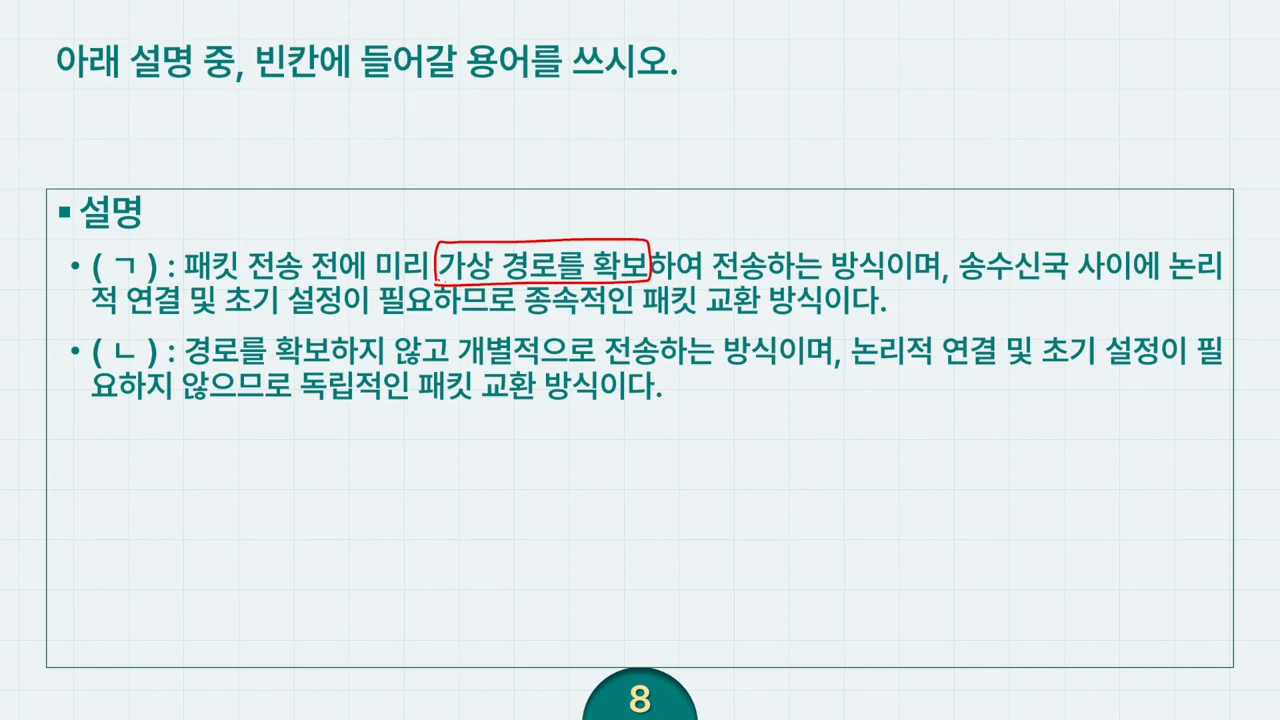 아래 설명 중, 빈칸에 들어갈 용어를 쓰시오.
▪ 설명
• ( ㄱ ) : 패킷 전송 전에 미리 가상 경로를 확보하여 전송하는 방식이며, 송수신국 사이에 논리
적 연결 및 초기 설정이 필요하므로 종속적인 패킷 교환 방식이다.
• ( ㄴ ) : 경로를 확보하지 않고 개별적으로 전송하는 방식이며, 논리적 연결 및 초기 설정이 필
요하지 않으므로 독립적인 패킷 교환 방식이다.
8